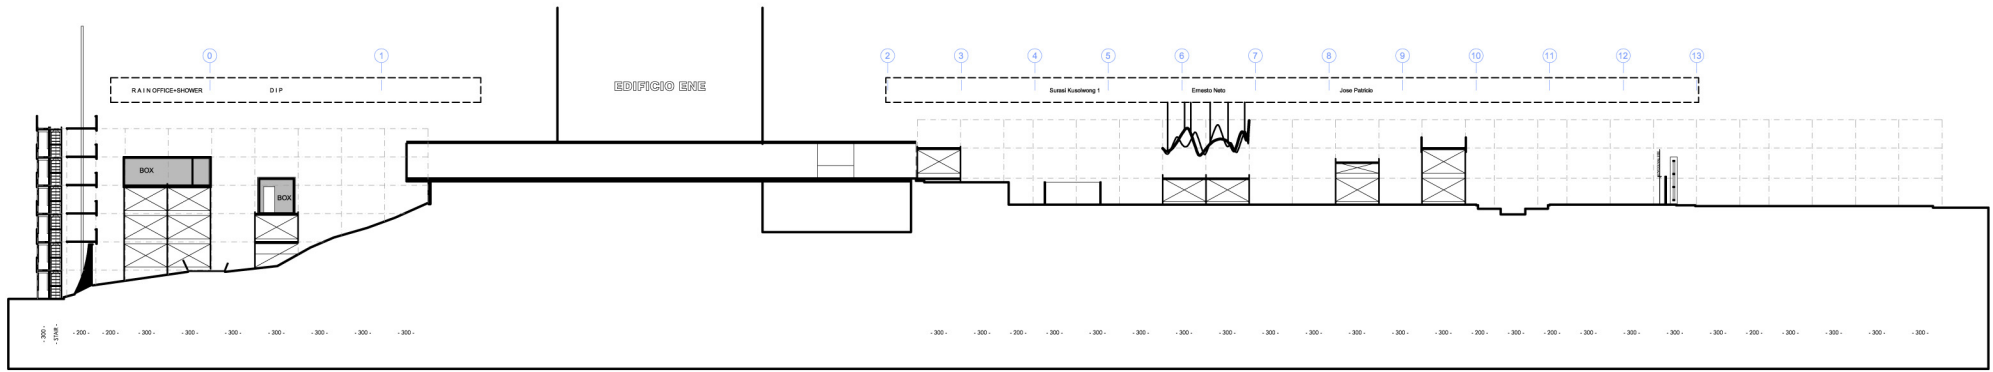 0 1 2 3 4 5 6 7 8 9 10 11 12 13
EDIFICIO ENE
RAIN OFFICE+SHOWER DIP Surasi Kusolwong 1 Ernesto Neto Jose Patricio
BOX
BOX
- 300 - - STAIR - - 200 - - 200 - - 300 - - 300 - - 300 - - 300 - - 300 - - 300 - - 300 - - 300 - - 300 - - 200 - - 300 - - 300 - - 300 - - 300 - - 300 - - 300 - - 300 - - 300 - - 300 - - 300 - - 200 - - 300 - - 200 - - 300 - - 300 - - 300 - - 300 - - 200 - - 300 - - 300 - - 300 - - 300 -